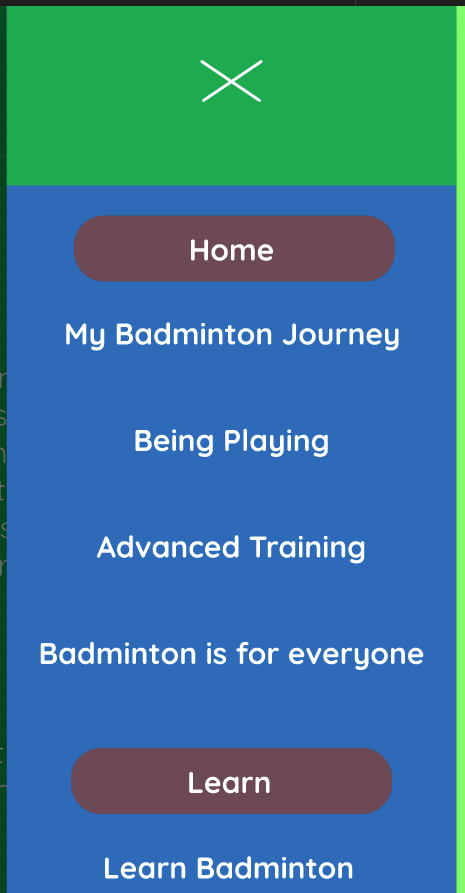 Home
My Badminton Journey
Being Playing
Advanced Training
Badminton is for everyone
Learn
Learn Badminton